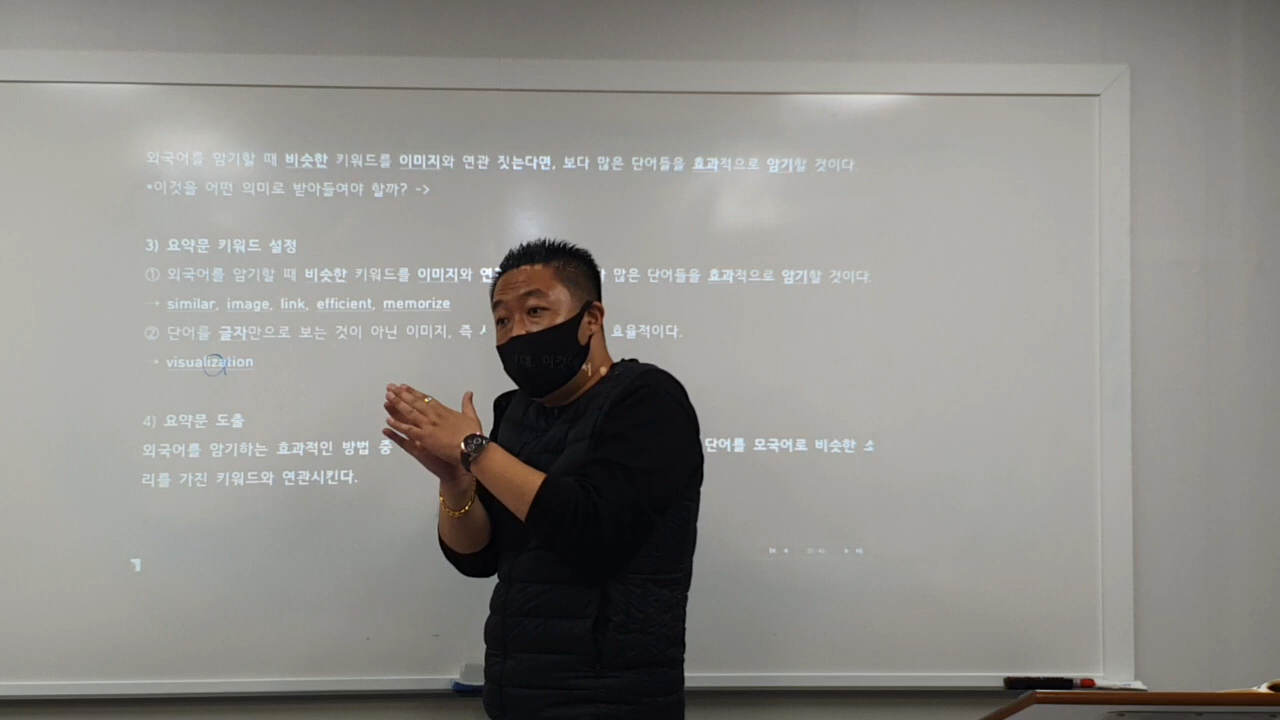 외국어를 암기할 때 비슷한 키워드를 이미지와 연관 짓는다면, 보다 많은 단어들을 효과적으로 암기할 것이다.
*이것을 어떤 의미로 받아들여야 할까? ->
3) 요약문 키워드 설정
① 외국어를 암기할 때 비슷한 키워드를 이미지와 많은 단어들을 효과적으로 암기할 것이다.
→ similar, image, link, efficient, memorize
② 단어를 글자만으로 보는 것이 아닌 이미지, 즉 효율적이다.
→ visualization
4) 요약문 도출
외국어를 암기하는 효과적인 방법 중 단어를 모국어로 비슷한 소
리를 가진 키워드와 연관시킨다.